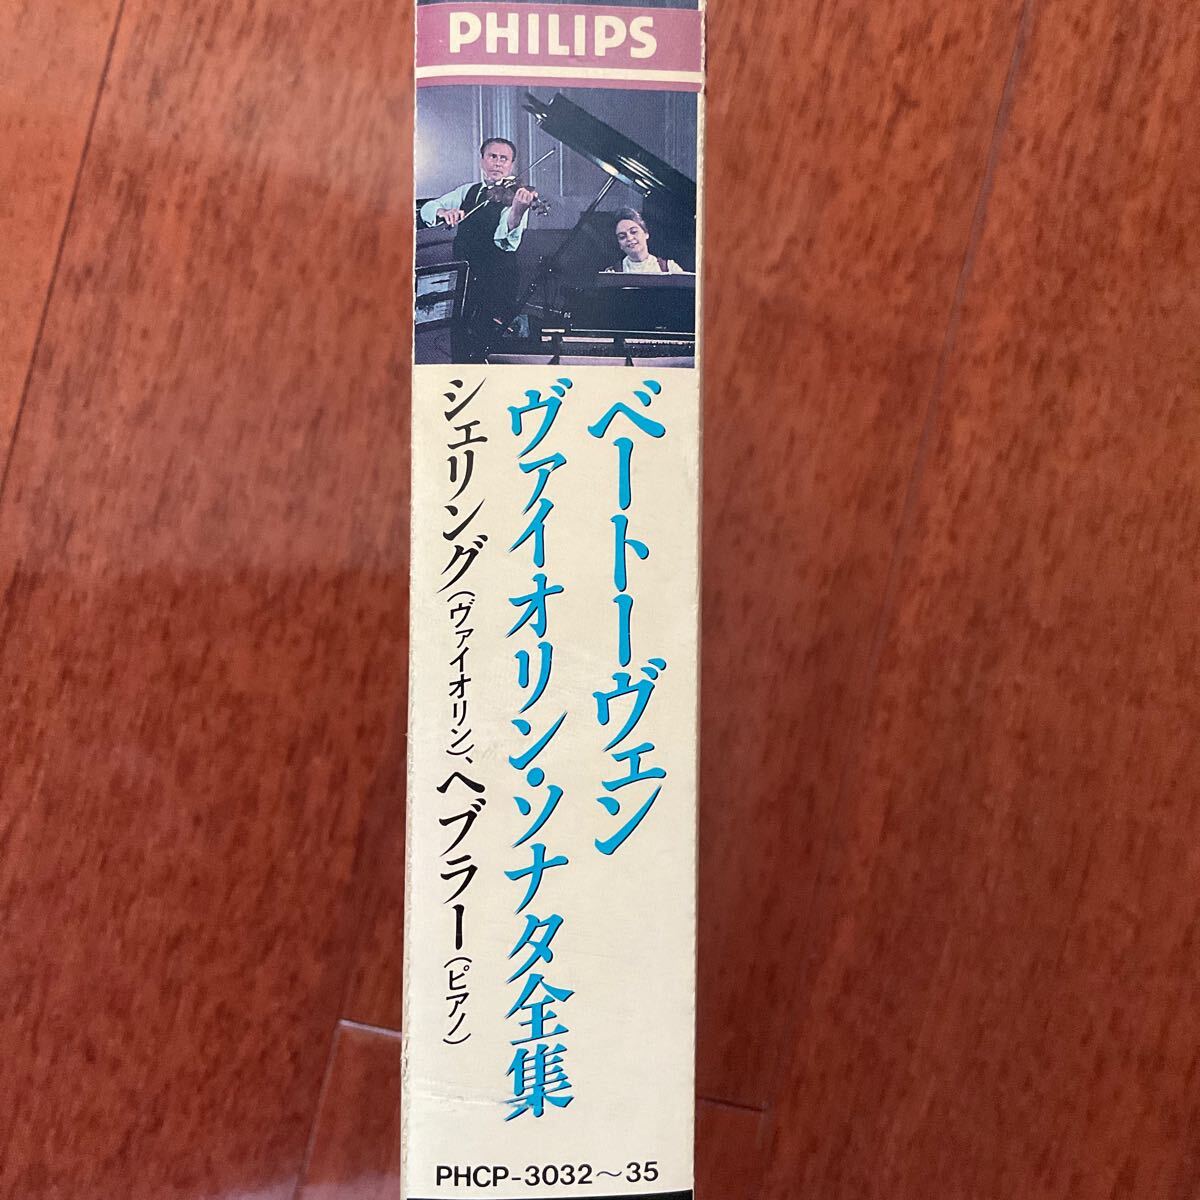 PHILIPS
ベートーヴェン
ヴァイオリン・ソナタ全集
シェリング(ヴァイオリン)、ヘブラー(ピアノ)
PHCP-3032～35